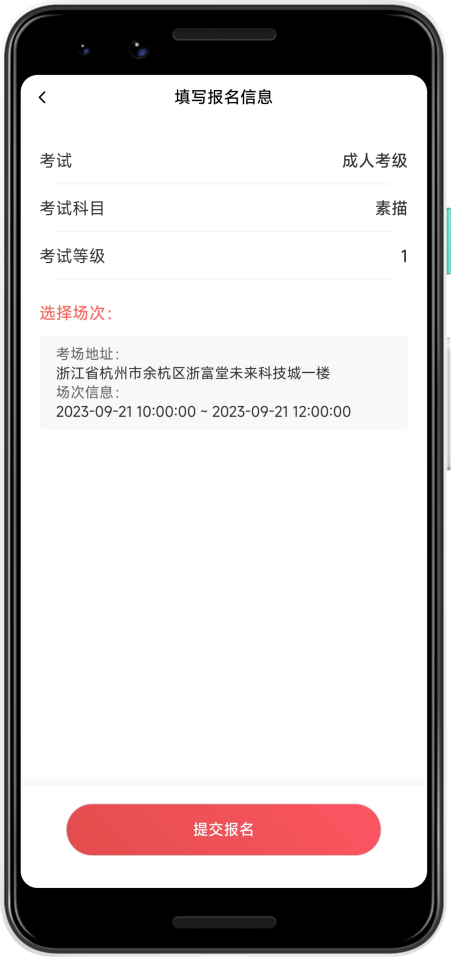 填写报名信息
考试 成人考级
考试科目 素描
考试等级 1
选择场次：
考场地址：
浙江省杭州市余杭区浙富堂未来科技城一楼
场次信息：
2023-09-21 10:00:00 ~ 2023-09-21 12:00:00
提交报名